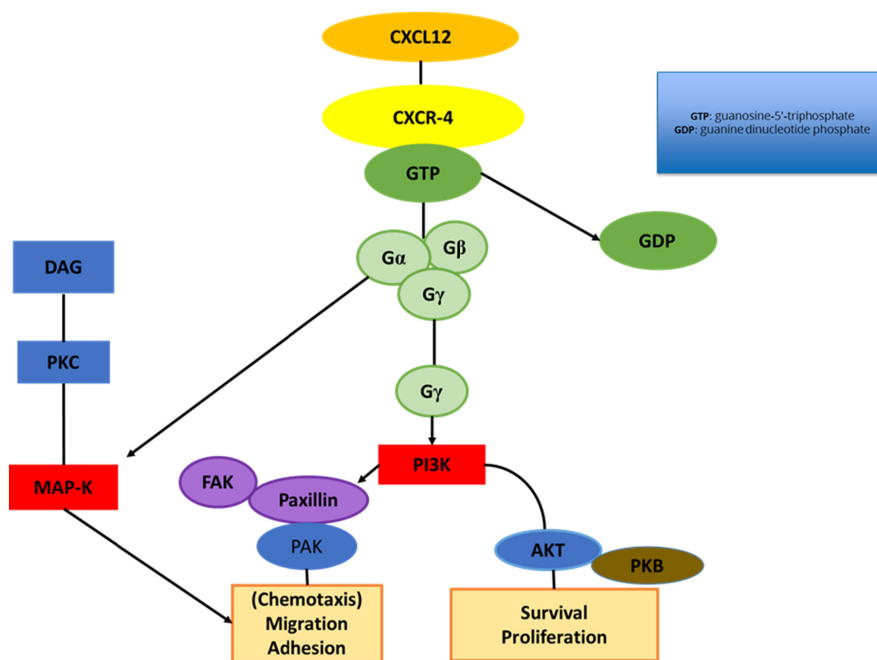 CXCL12
CXCR-4
GTP: guanosine-5'-triphosphate
GDP: guanine dinucleotide phosphate
GTP
GDP
Gα
Gβ
Gγ
DAG
PKC
Gγ
MAP-K
PI3K
FAK
Paxillin
PAK
AKT
PKB
(Chemotaxis)
Migration
Adhesion
Survival
Proliferation